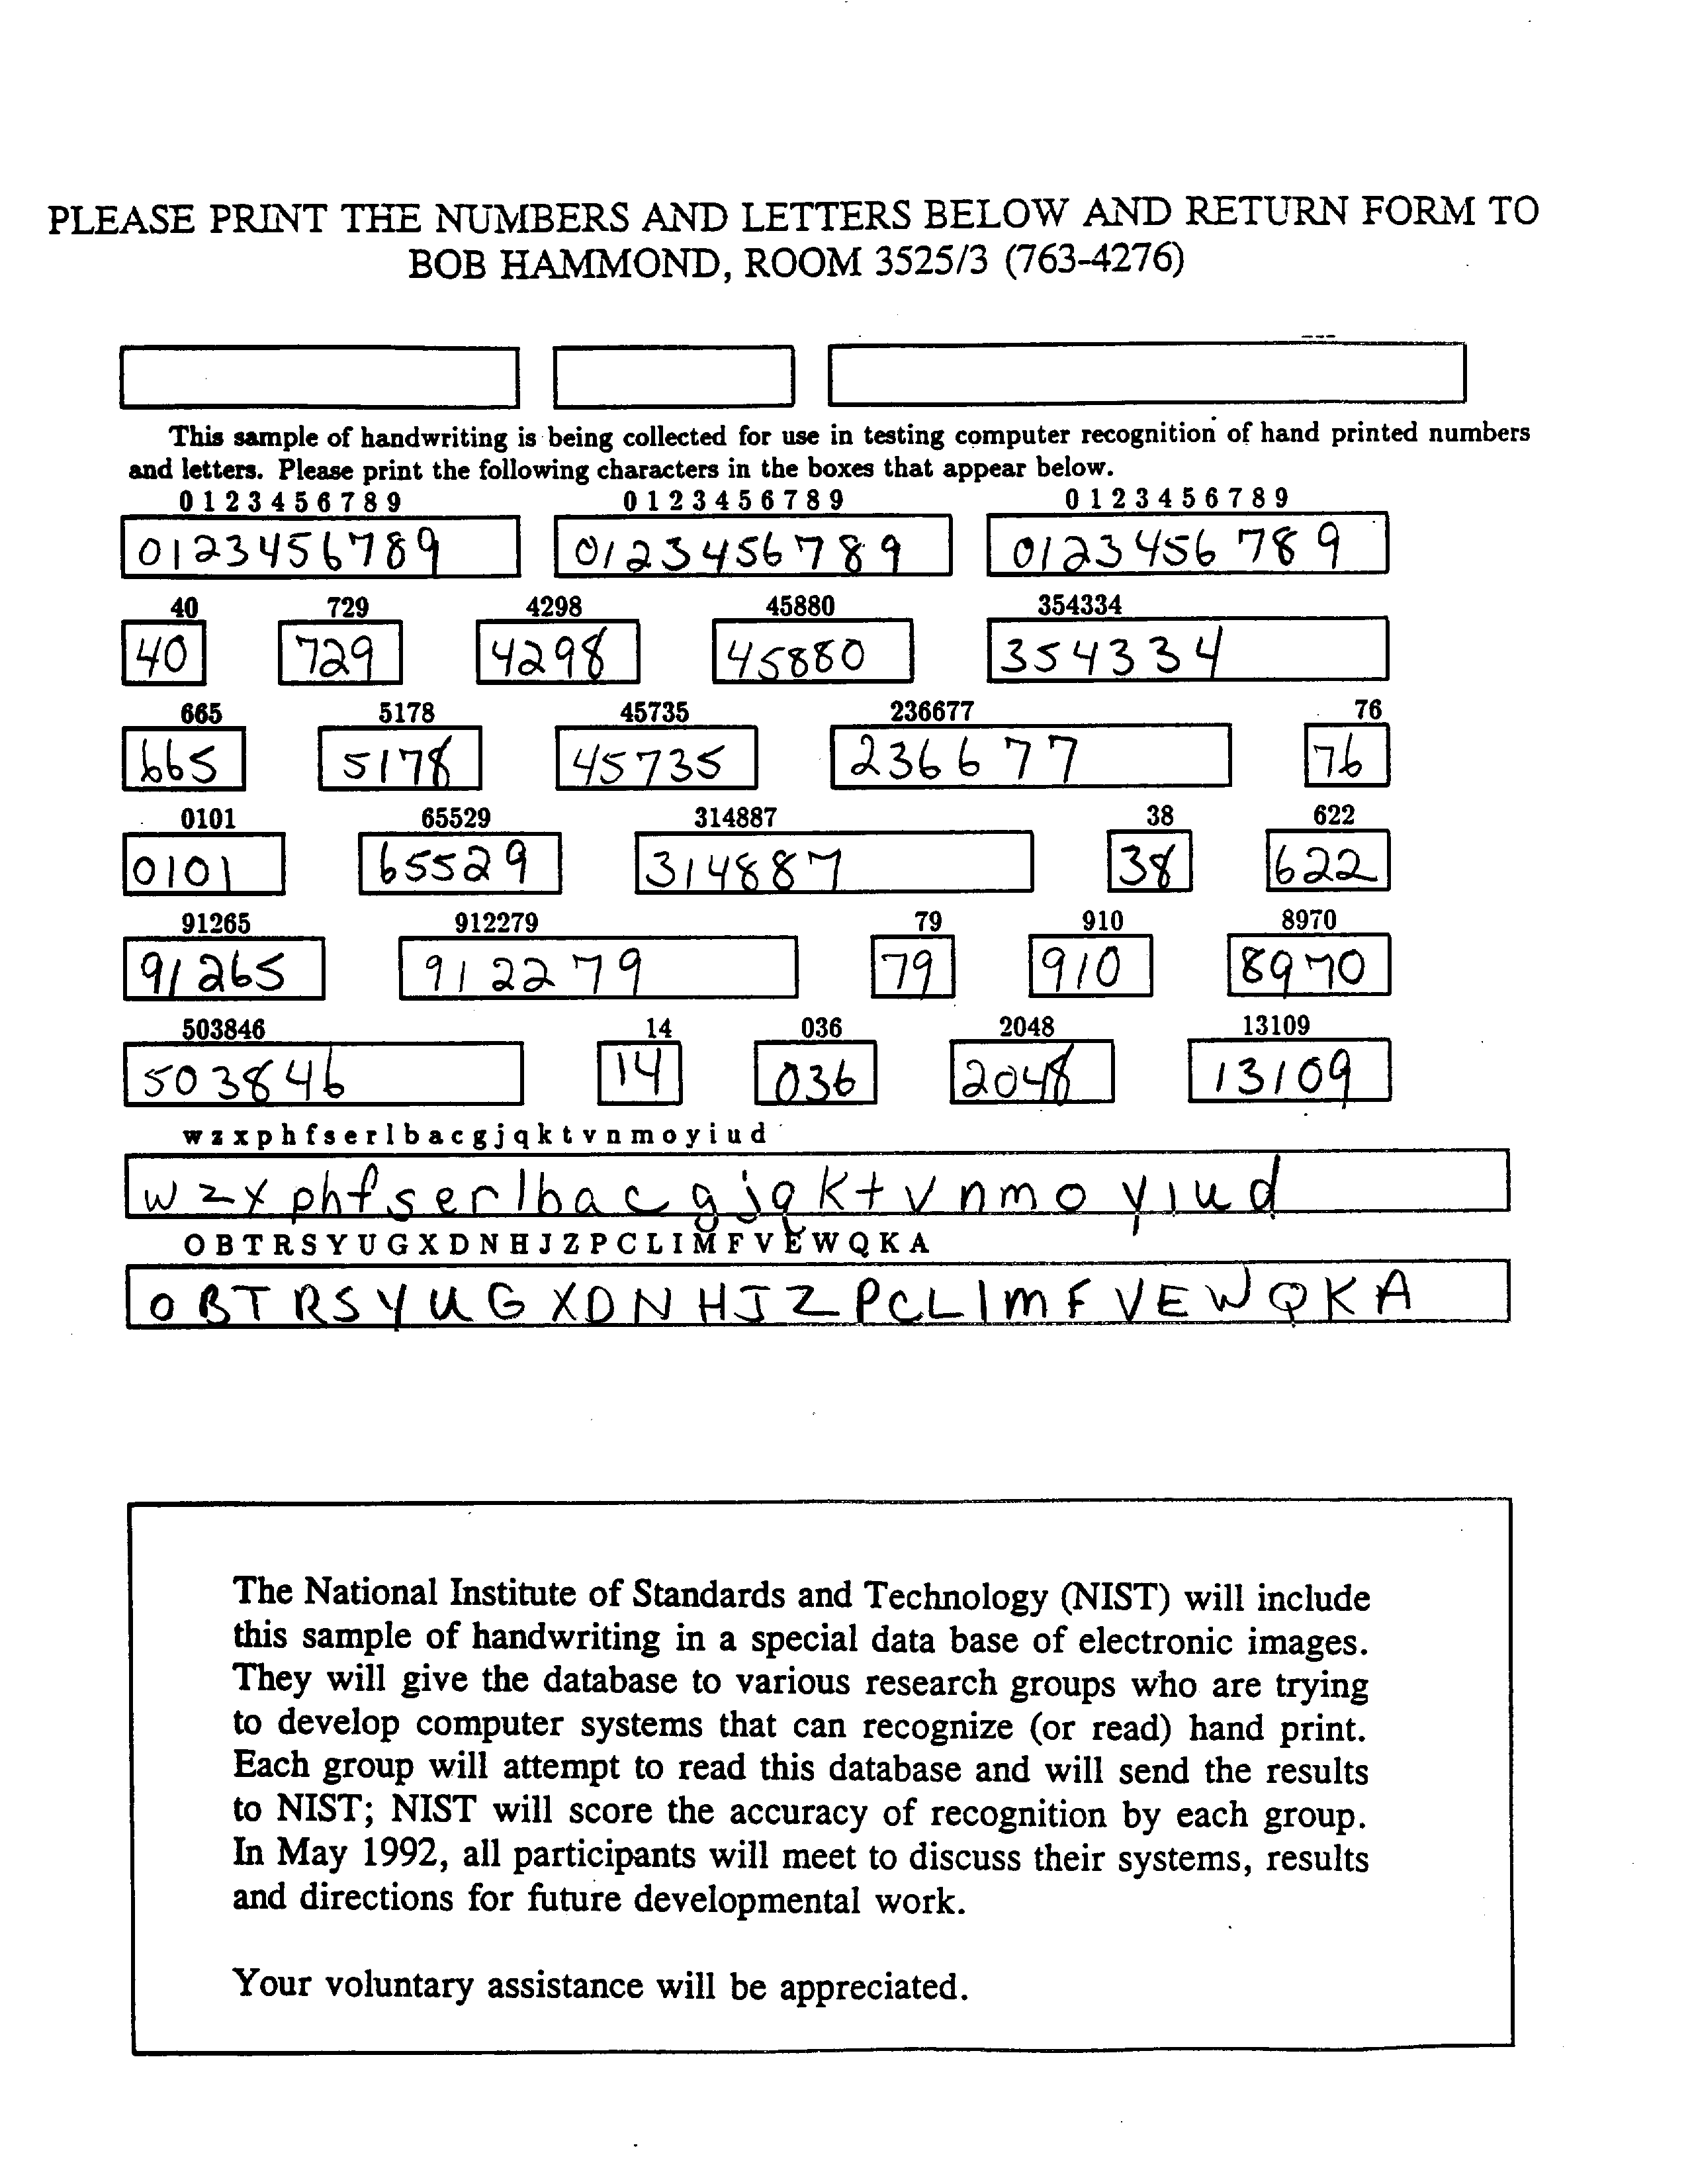 PLEASE PRINT THE NUMBERS AND LETTERS BELOW AND RETURN FORM TO
BOB HAMMOND, ROOM 3525/3 (763-4276)
This sample of handwriting is being collected for use in testing computer recognition of hand printed numbers
and letters. Please print the following characters in the boxes that appear below.
0 1 2 3 4 5 6 7 8 9 0 1 2 3 4 5 6 7 8 9 0 1 2 3 4 5 6 7 8 9
0123456789 0123456789 0123456789
40 729 4298 45880 354334
40 729 4298 45880 354334
665 5178 45735 236677 76
665 5178 45735 236677 76
0101 65529 314887 38 622
0101 65529 314887 38 622
91265 912279 79 910 8970
91265 912279 79 910 8970
503846 14 036 2048 13109
503846 14 036 2048 13109
w z x p h f s e r l b a c g j q k t v n m o y i u d
w z x p h f s e r l b a c g j q k t v n m o y i u d
O B T R S Y U G X D N H J Z P C L I M F V E W Q K A
O B T R S Y U G X D N H J Z P C L I M F V E W Q K A
The National Institute of Standards and Technology (NIST) will include
this sample of handwriting in a special data base of electronic images.
They will give the database to various research groups who are trying
to develop computer systems that can recognize (or read) hand print.
Each group will attempt to read this database and will send the results
to NIST; NIST will score the accuracy of recognition by each group.
In May 1992, all participants will meet to discuss their systems, results
and directions for future developmental work.
Your voluntary assistance will be appreciated.